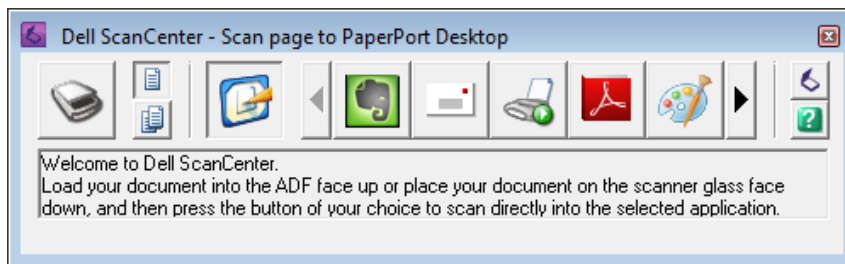 Dell ScanCenter - Scan page to PaperPort Desktop
Welcome to Dell ScanCenter.
Load your document into the ADF face up or place your document on the scanner glass face
down, and then press the button of your choice to scan directly into the selected application.